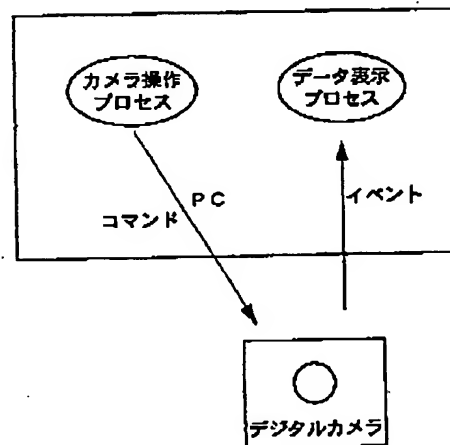 カメラ操作
プロセス
データ表示
プロセス
PC
コマンド
イベント
デジタルカメラ